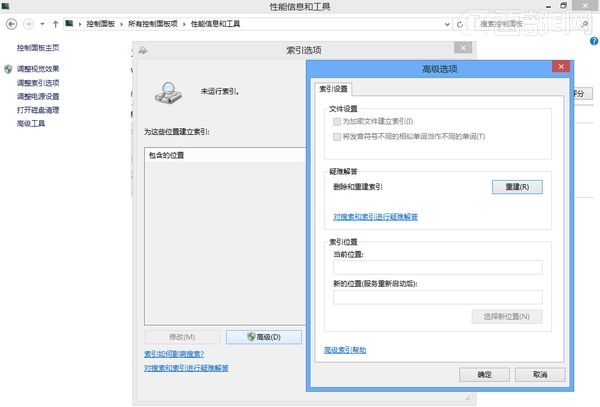 性能信息和工具
控制面板 ▸ 所有控制面板项 ▸ 性能信息和工具
搜索控制面板
控制面板主页
调整视觉效果
调整索引选项
调整电源设置
打开磁盘清理
高级工具
索引选项
未运行索引。
为这些位置建立索引:
包含的位置
修改(M)
高级(D)
索引如何影响搜索?
对搜索和索引进行疑难解答
高级选项
索引设置
文件设置
为加密文件建立索引(I)
将发音符号不同的相似单词当作不同的单词(T)
疑难解答
删除和重建索引
重建(R)
对搜索和索引进行疑难解答
索引位置
当前位置:
新的位置(服务重新启动后):
选择新位置(N)
高级索引帮助
确定
取消
评分